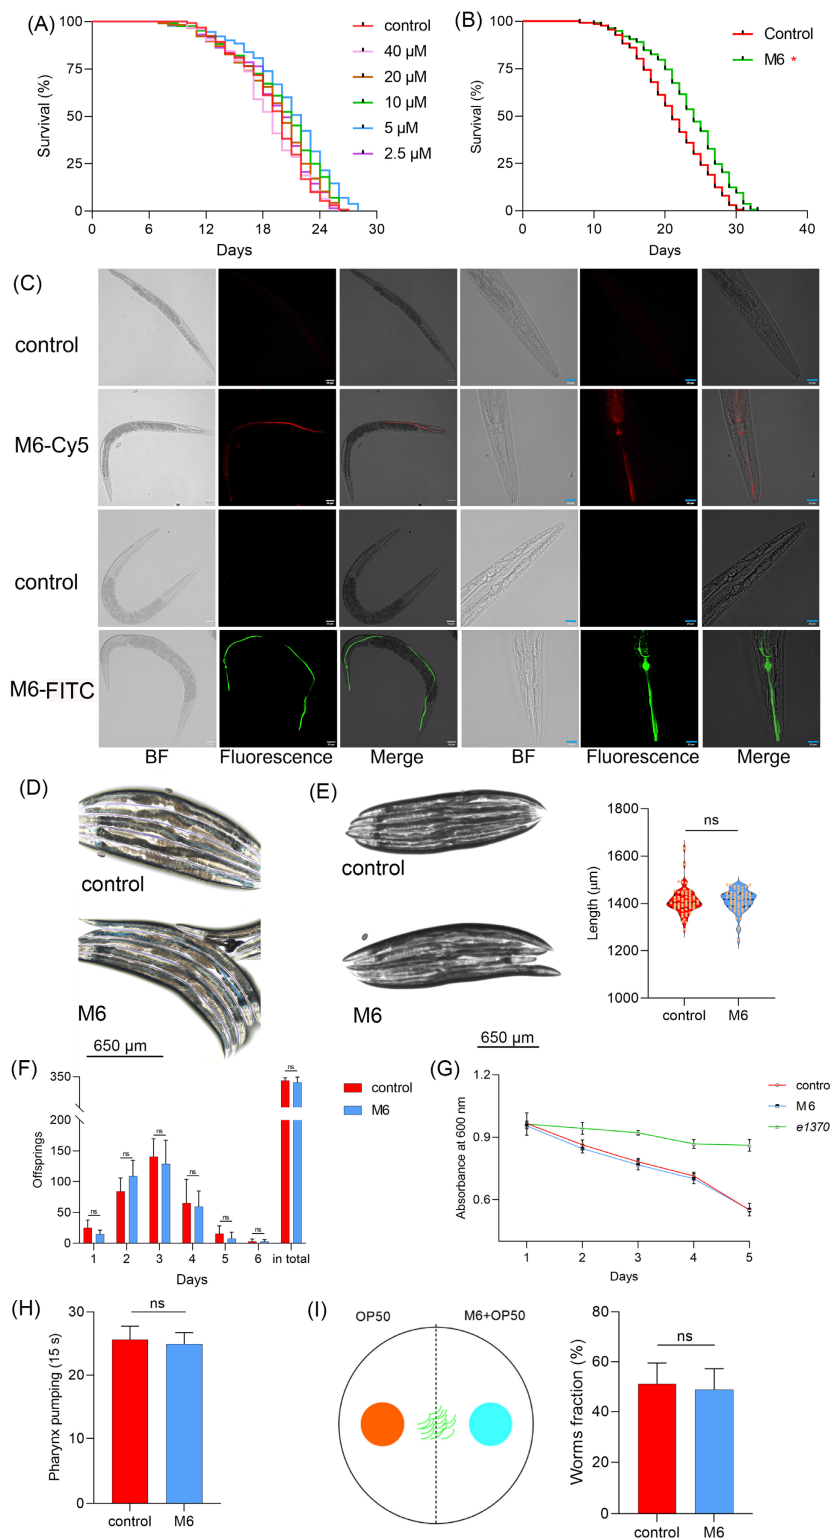 (A)
Survival (%)
100
75
50
25
0
0 6 12 18 24 30
Days
control
40 µM
20 µM
10 µM
5 µM
2.5 µM
(B)
Survival (%)
100
75
50
25
0
0 10 20 30 40
Days
Control
M6 *
(C)
control
M6-Cy5
control
M6-FITC
BF Fluorescence Merge BF Fluorescence Merge
(D)
control
M6
650 µm
(E)
control
M6
650 µm
Length (µm)
1800
1600
1400
1200
1000
ns
control M6
(F)
Offsprings
350
200
150
100
50
0
ns ns ns ns ns ns ns
1 2 3 4 5 6 in total
Days
control
M6
(G)
Absorbance at 600 nm
1.2
0.9
0.6
1 2 3 4 5
Days
contro
M 6
e1370
(H)
Pharynx pumping (15 s)
30
20
10
0
ns
control M6
(I)
OP50 M6+OP50
Worms fraction (%)
80
60
40
20
0
ns
control M6